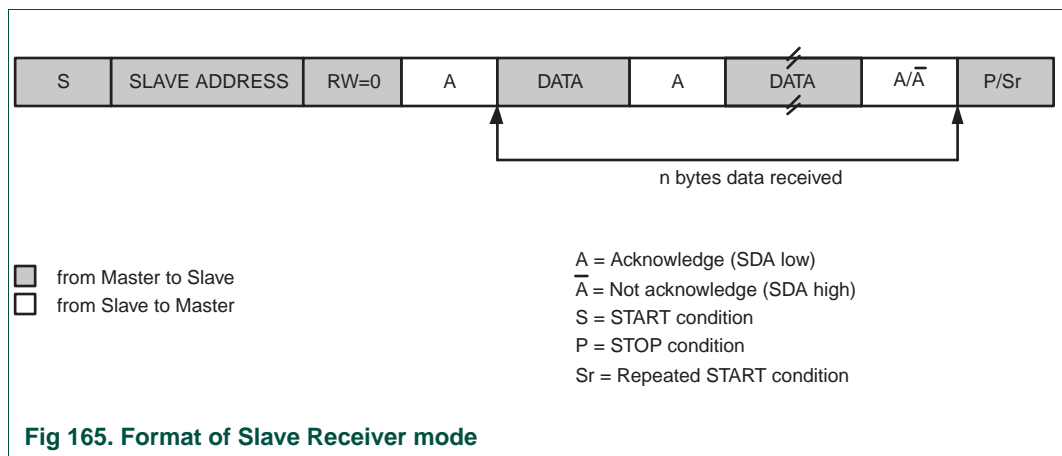 S SLAVE ADDRESS RW=0 A DATA A DATA A/A̅ P/Sr
n bytes data received
from Master to Slave
from Slave to Master
A = Acknowledge (SDA low)
A̅ = Not acknowledge (SDA high)
S = START condition
P = STOP condition
Sr = Repeated START condition
Fig 165. Format of Slave Receiver mode